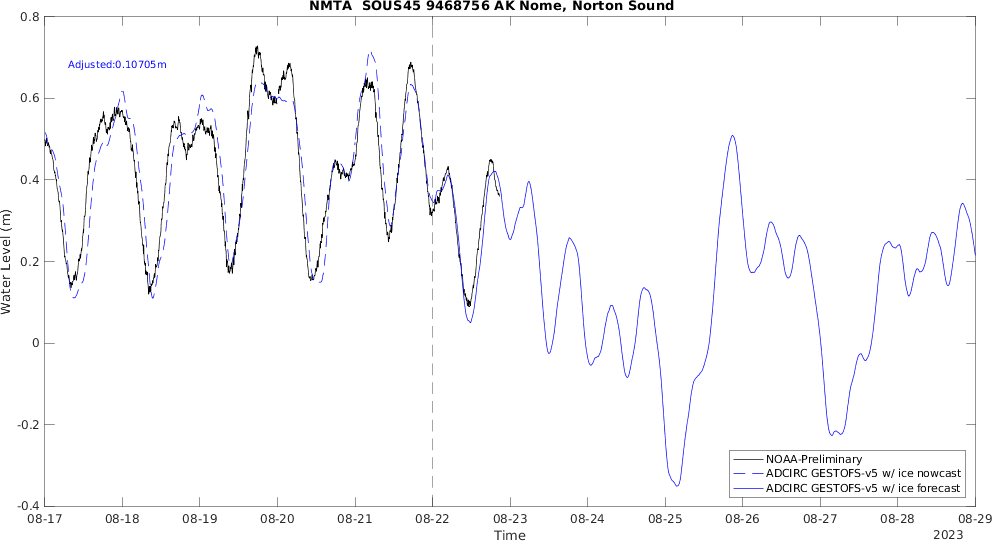 NMTA  SOUS45 9468756 AK Nome, Norton Sound
Adjusted:0.10705m
Water Level (m)
0.8
0.6
0.4
0.2
0
-0.2
-0.4
NOAA-Preliminary
ADCIRC GESTOFS-v5 w/ ice nowcast
ADCIRC GESTOFS-v5 w/ ice forecast
08-17 08-18 08-19 08-20 08-21 08-22 08-23 08-24 08-25 08-26 08-27 08-28 08-29
Time
2023